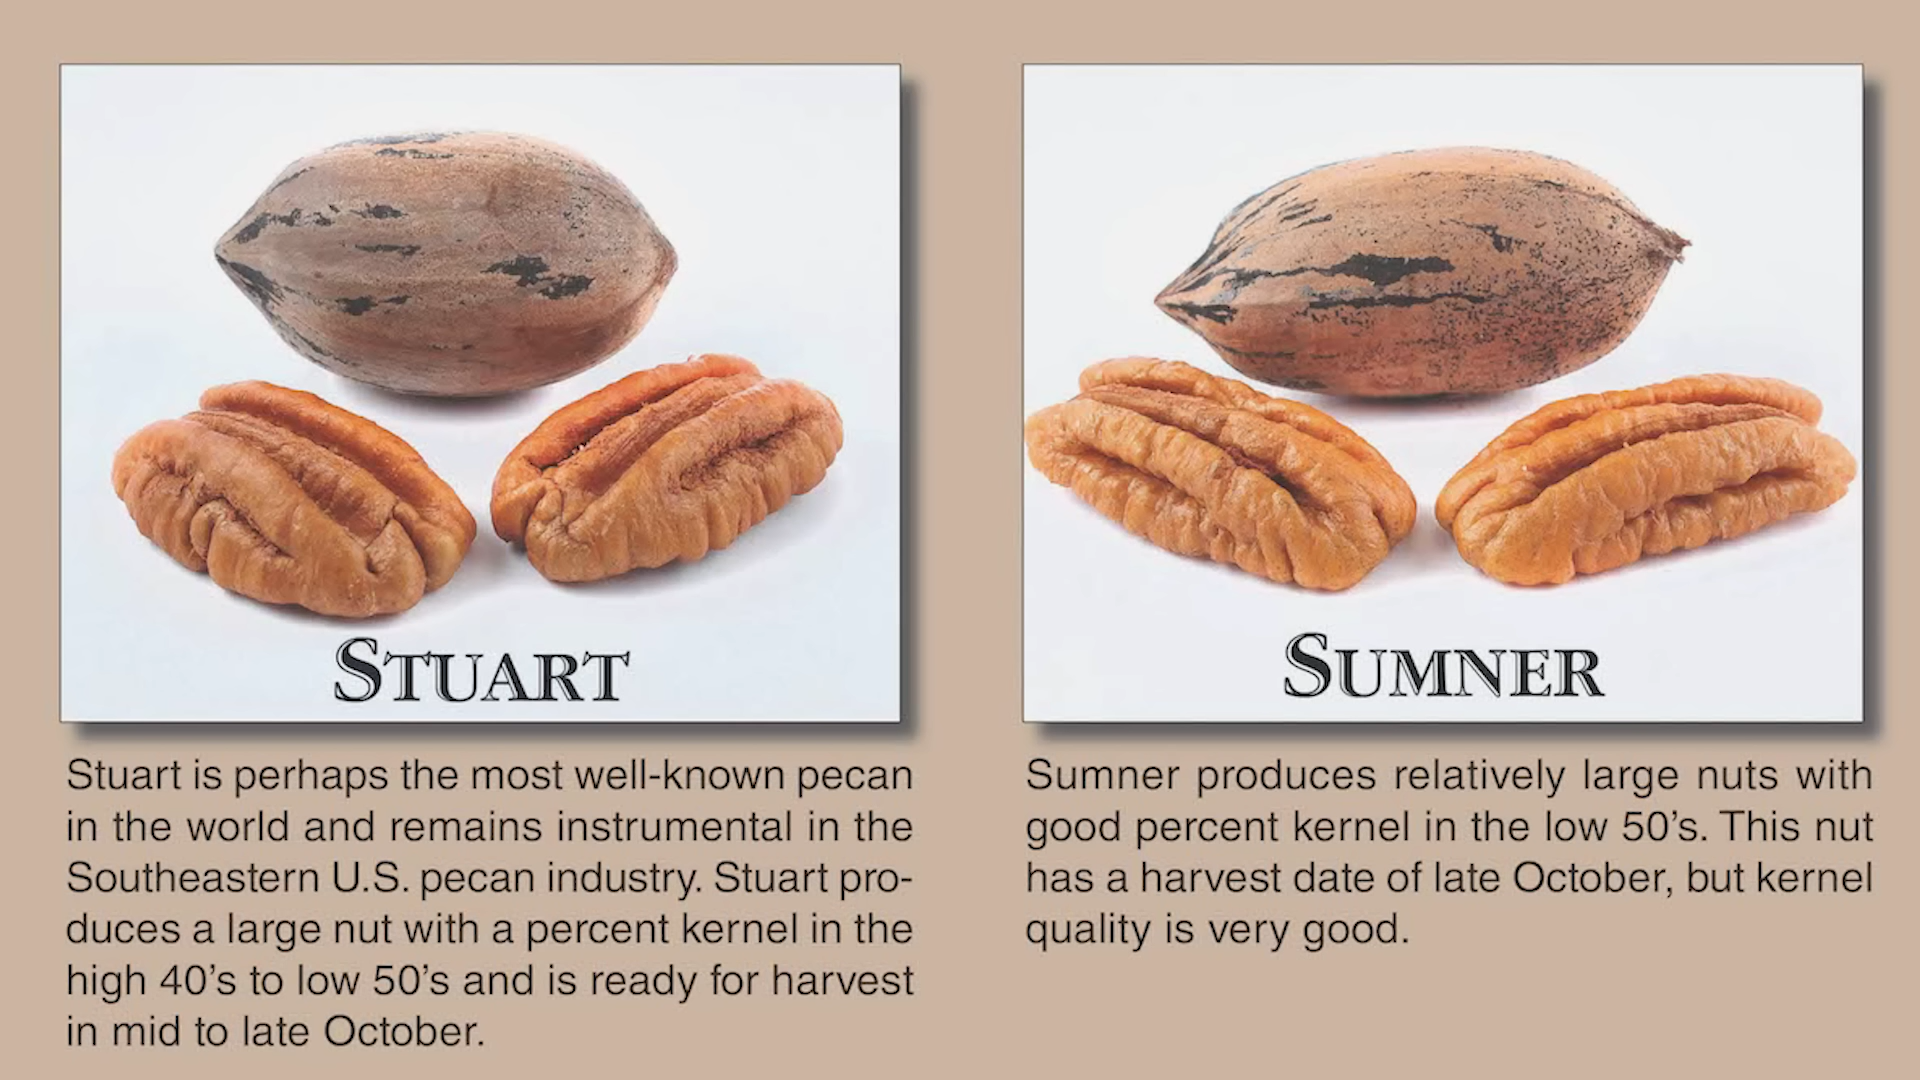 STUART
Stuart is perhaps the most well-known pecan
in the world and remains instrumental in the
Southeastern U.S. pecan industry. Stuart pro-
duces a large nut with a percent kernel in the
high 40’s to low 50’s and is ready for harvest
in mid to late October.
SUMNER
Sumner produces relatively large nuts with
good percent kernel in the low 50’s. This nut
has a harvest date of late October, but kernel
quality is very good.